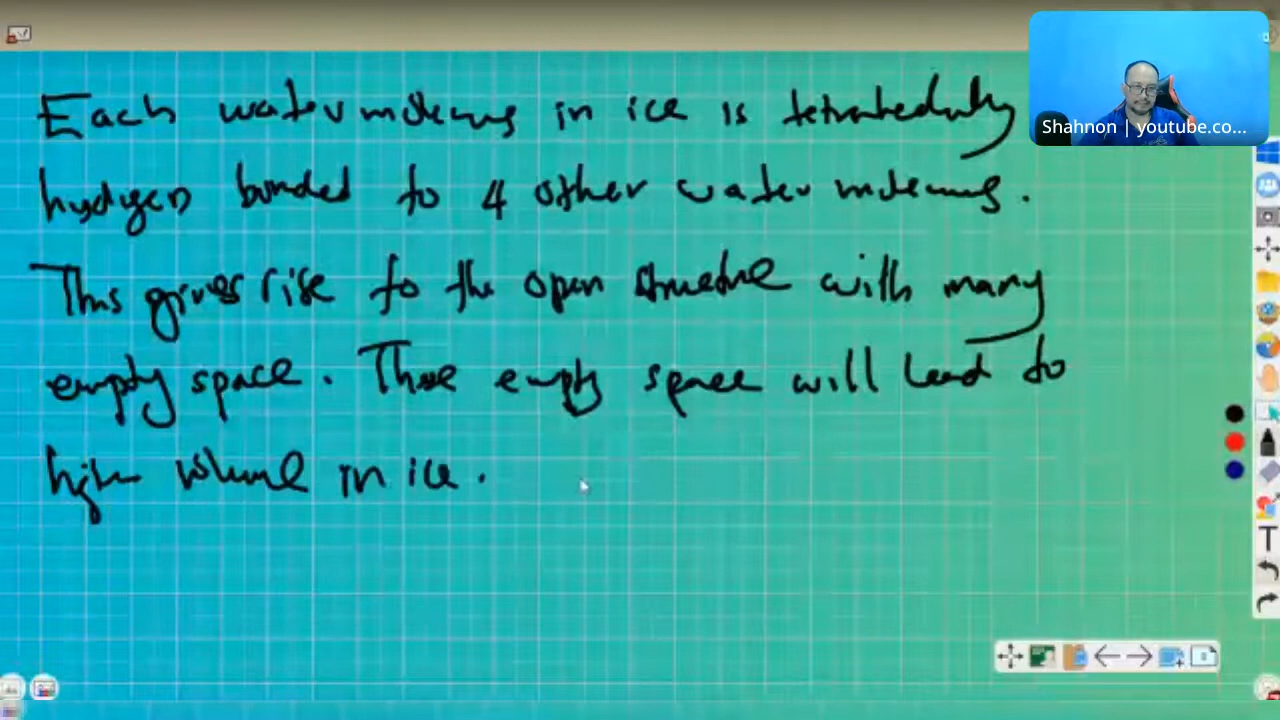 Shahnon | youtube.co...
Each water molecules in ice is tetrahedrally
hydrogen bonded to 4 other water molecules.
This gives rise to the open structure with many
empty space. These empty space will lead to
higher volume in ice.
T